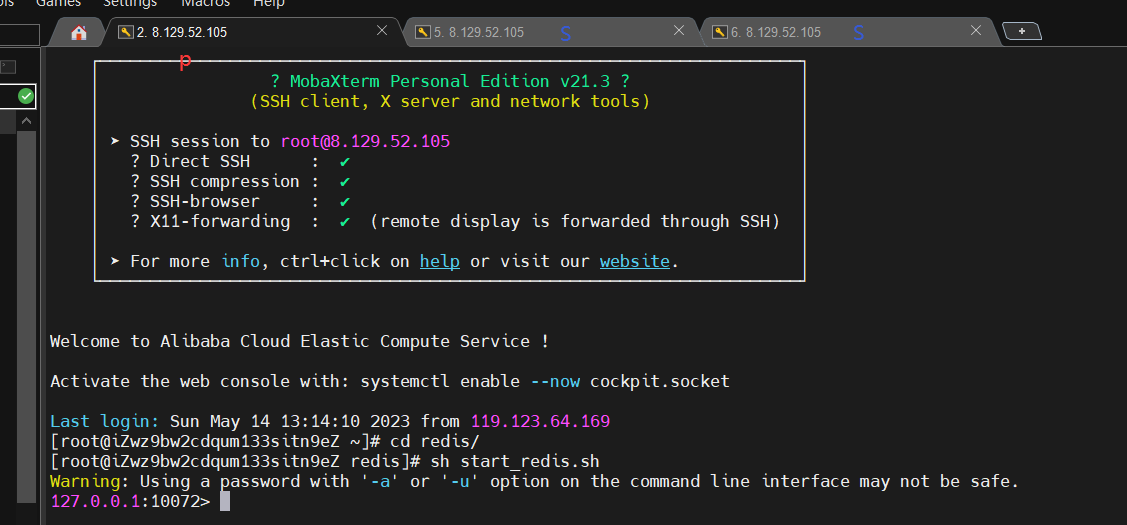 Games Settings Macros Help
2. 8.129.52.105
5. 8.129.52.105 S
6. 8.129.52.105 S
p
? MobaXterm Personal Edition v21.3 ?
(SSH client, X server and network tools)
➤ SSH session to root@8.129.52.105
? Direct SSH : ✔
? SSH compression : ✔
? SSH-browser : ✔
? X11-forwarding : ✔ (remote display is forwarded through SSH)
➤ For more info, ctrl+click on help or visit our website.
Welcome to Alibaba Cloud Elastic Compute Service !
Activate the web console with: systemctl enable --now cockpit.socket
Last login: Sun May 14 13:14:10 2023 from 119.123.64.169
[root@iZwz9bw2cdqum133sitn9eZ ~]# cd redis/
[root@iZwz9bw2cdqum133sitn9eZ redis]# sh start_redis.sh
Warning: Using a password with '-a' or '-u' option on the command line interface may not be safe.
127.0.0.1:10072>